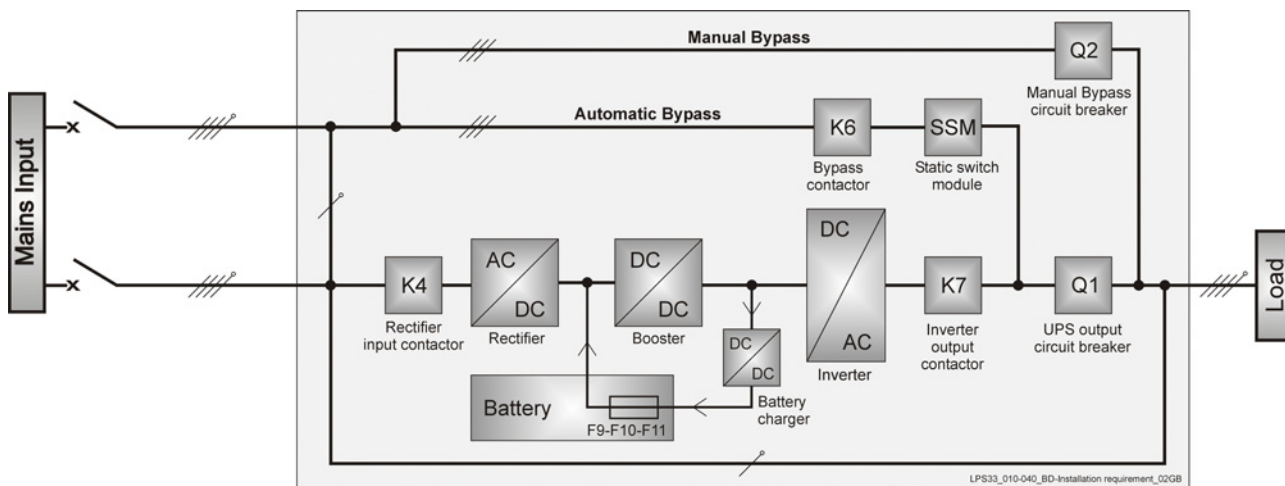 Manual Bypass
Q2
Manual Bypass
circuit breaker
Mains Input
Automatic Bypass
K6
Bypass
contactor
SSM
Static switch
module
K4
Rectifier
input contactor
AC
DC
Rectifier
DC
DC
Booster
DC
DC
Battery
charger
DC
AC
Inverter
K7
Inverter
output
contactor
Q1
UPS output
circuit breaker
Load
Battery
F9-F10-F11
LPS33_010-040_BD-Installation requirement_02GB